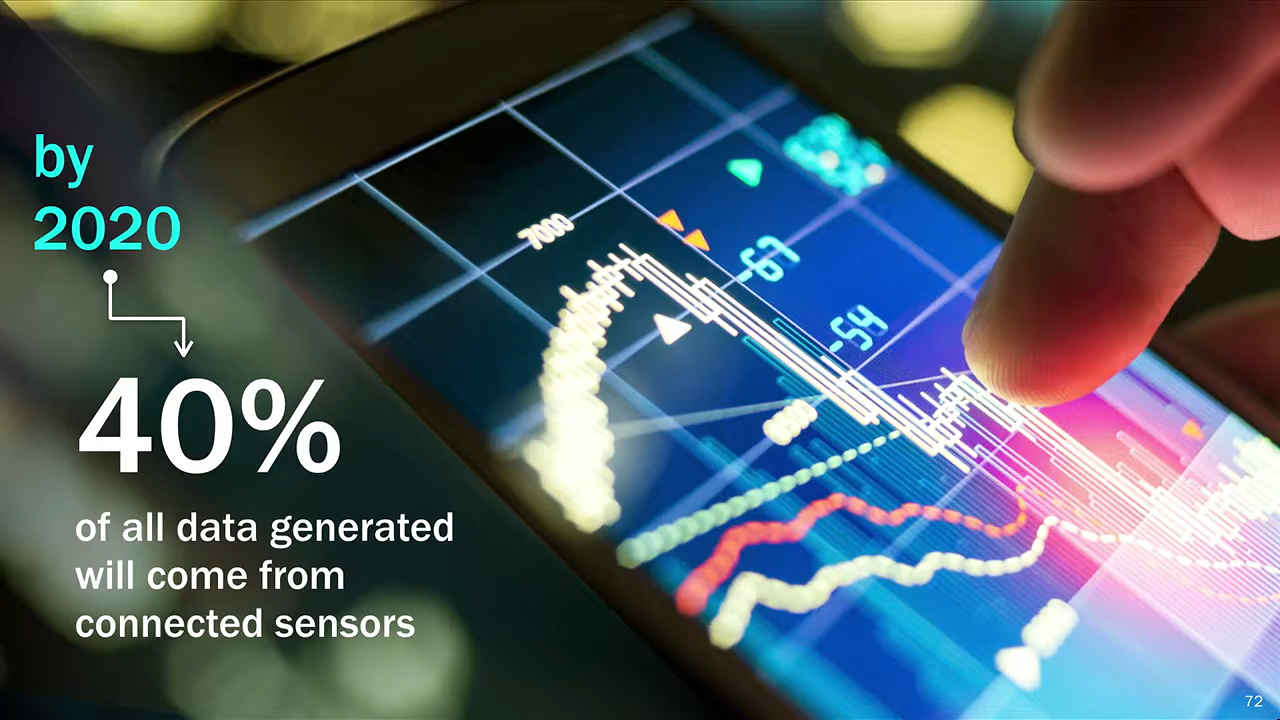 by
2020
40%
of all data generated
will come from
connected sensors
7000
-67
-54
72